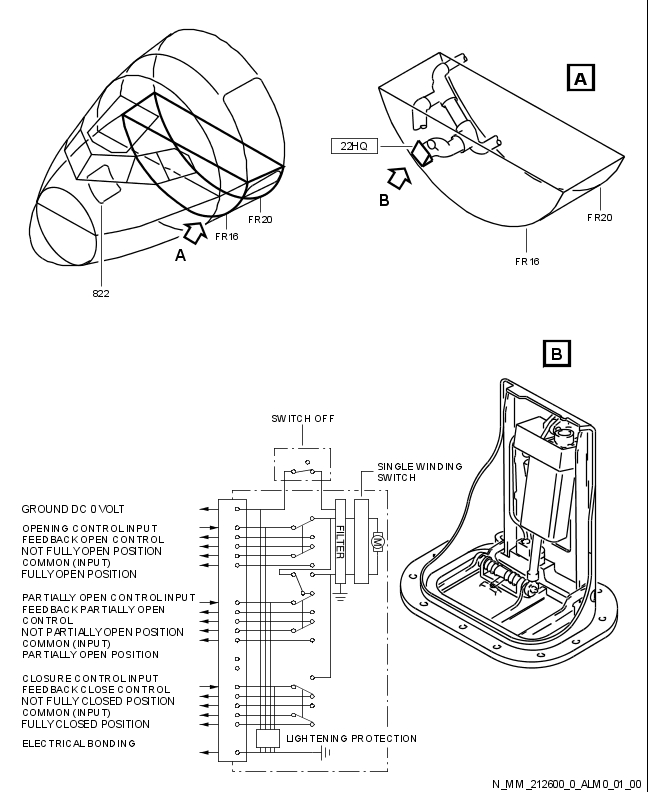 A
22HQ
B
FR20
FR16
A
FR20
FR16
822
B
SWITCH OFF
SINGLE WINDING
SWITCH
GROUND DC 0 VOLT
OPENING CONTROL INPUT
FEEDBACK OPEN CONTROL
NOT FULLY OPEN POSITION
COMMON (INPUT)
FULLY OPEN POSITION
FILTER
M
PARTIALLY OPEN CONTROL INPUT
FEEDBACK PARTIALLY OPEN
CONTROL
NOT PARTIALLY OPEN POSITION
COMMON (INPUT)
PARTIALLY OPEN POSITION
CLOSURE CONTROL INPUT
FEEDBACK CLOSE CONTROL
NOT FULLY CLOSED POSITION
COMMON (INPUT)
FULLY CLOSED POSITION
ELECTRICAL BONDING
LIGHTENING PROTECTION
N_MM_212600_0_ALM0_01_00